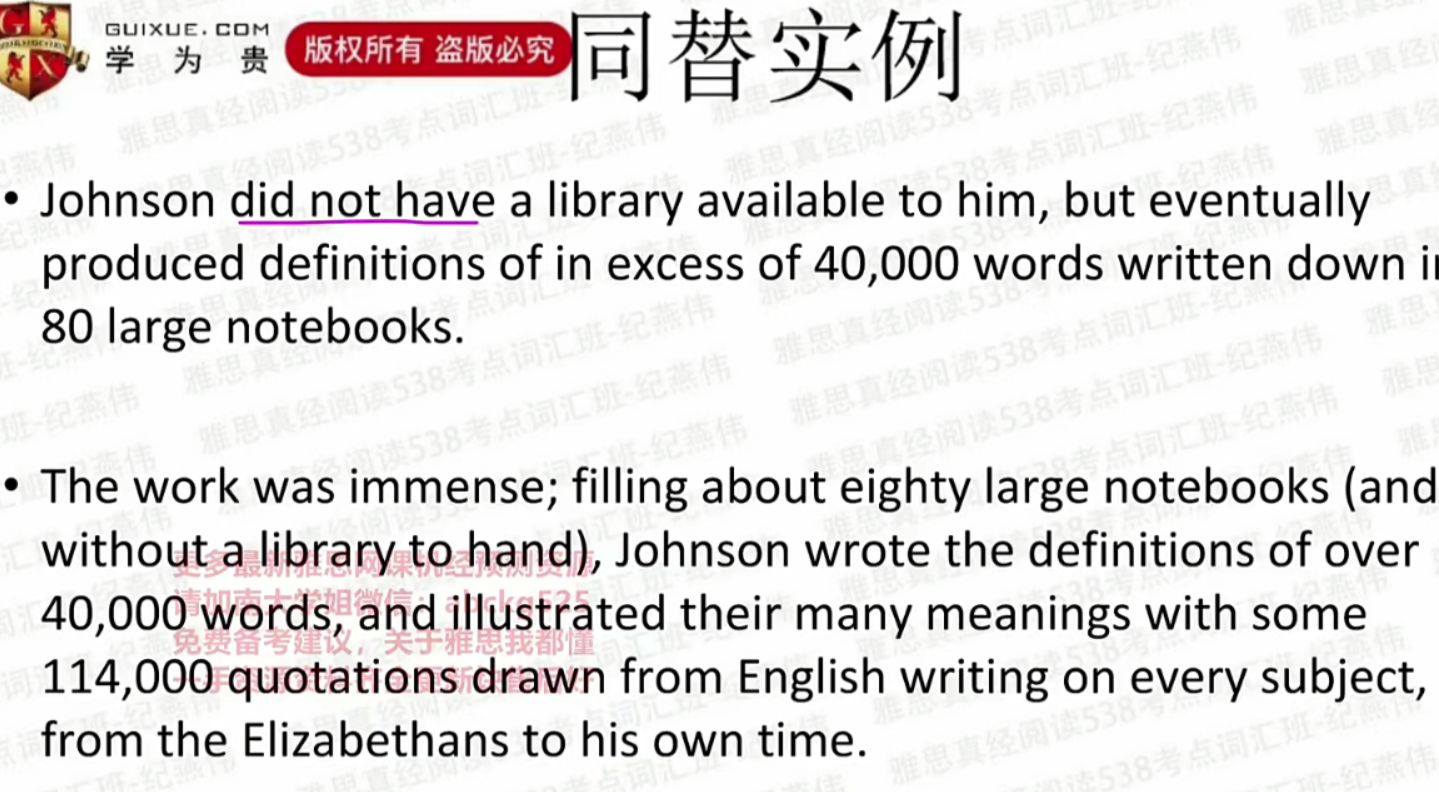 GUIXUE.COM
学为贵
版权所有 盗版必究
同替实例
• Johnson did not have a library available to him, but eventually
produced definitions of in excess of 40,000 words written down in
80 large notebooks.
• The work was immense; filling about eighty large notebooks (and
without a library to hand), Johnson wrote the definitions of over
40,000 words, and illustrated their many meanings with some
114,000 quotations drawn from English writing on every subject,
from the Elizabethans to his own time.
更多最新雅思网课机经预测资源
请加南大学姐微信：abckg525
免费备考建议，关于雅思我都懂
雅思真经阅读538考点词汇班-纪燕伟